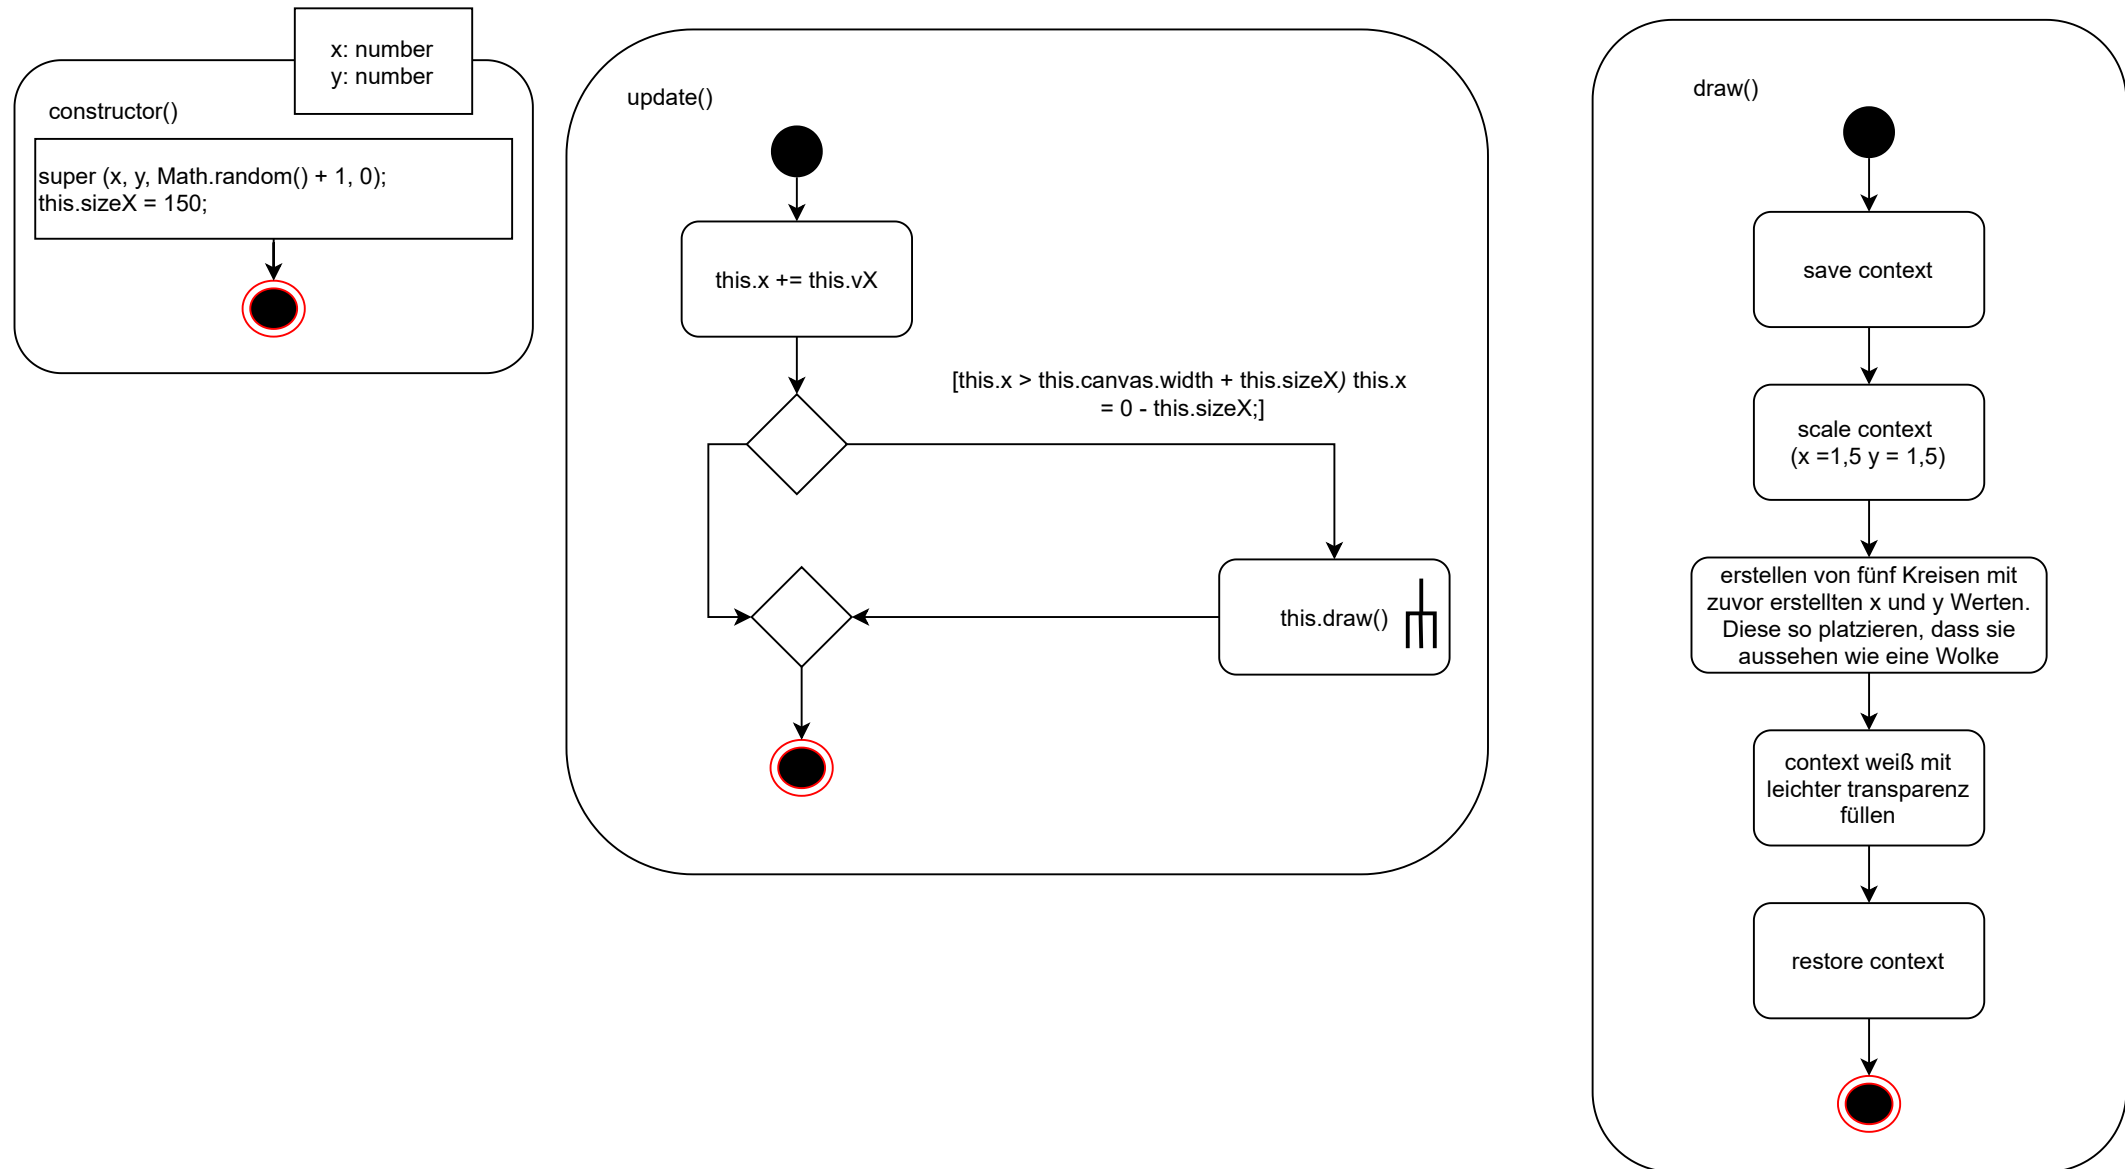 x: number
y: number
constructor()
super (x, y, Math.random() + 1, 0);
this.sizeX = 150;
update()
this.x += this.vX
[this.x > this.canvas.width + this.sizeX) this.x
= 0 - this.sizeX;]
this.draw()
draw()
save context
scale context
(x =1,5 y = 1,5)
erstellen von fünf Kreisen mit
zuvor erstellten x und y Werten.
Diese so platzieren, dass sie
aussehen wie eine Wolke
context weiß mit
leichter transparenz
füllen
restore context